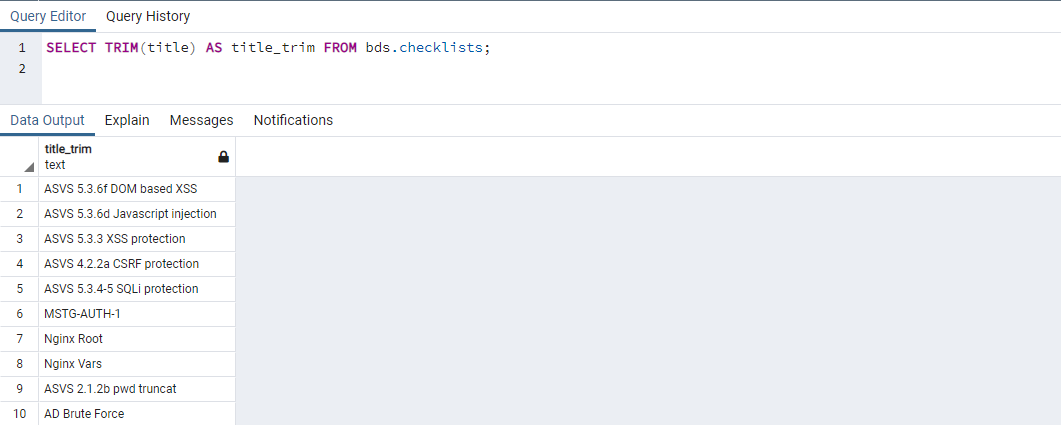 Query Editor Query History
1 SELECT TRIM(title) AS title_trim FROM bds.checklists;
2
Data Output Explain Messages Notifications
title_trim
text
1 ASVS 5.3.6f DOM based XSS
2 ASVS 5.3.6d Javascript injection
3 ASVS 5.3.3 XSS protection
4 ASVS 4.2.2a CSRF protection
5 ASVS 5.3.4-5 SQLi protection
6 MSTG-AUTH-1
7 Nginx Root
8 Nginx Vars
9 ASVS 2.1.2b pwd truncat
10 AD Brute Force